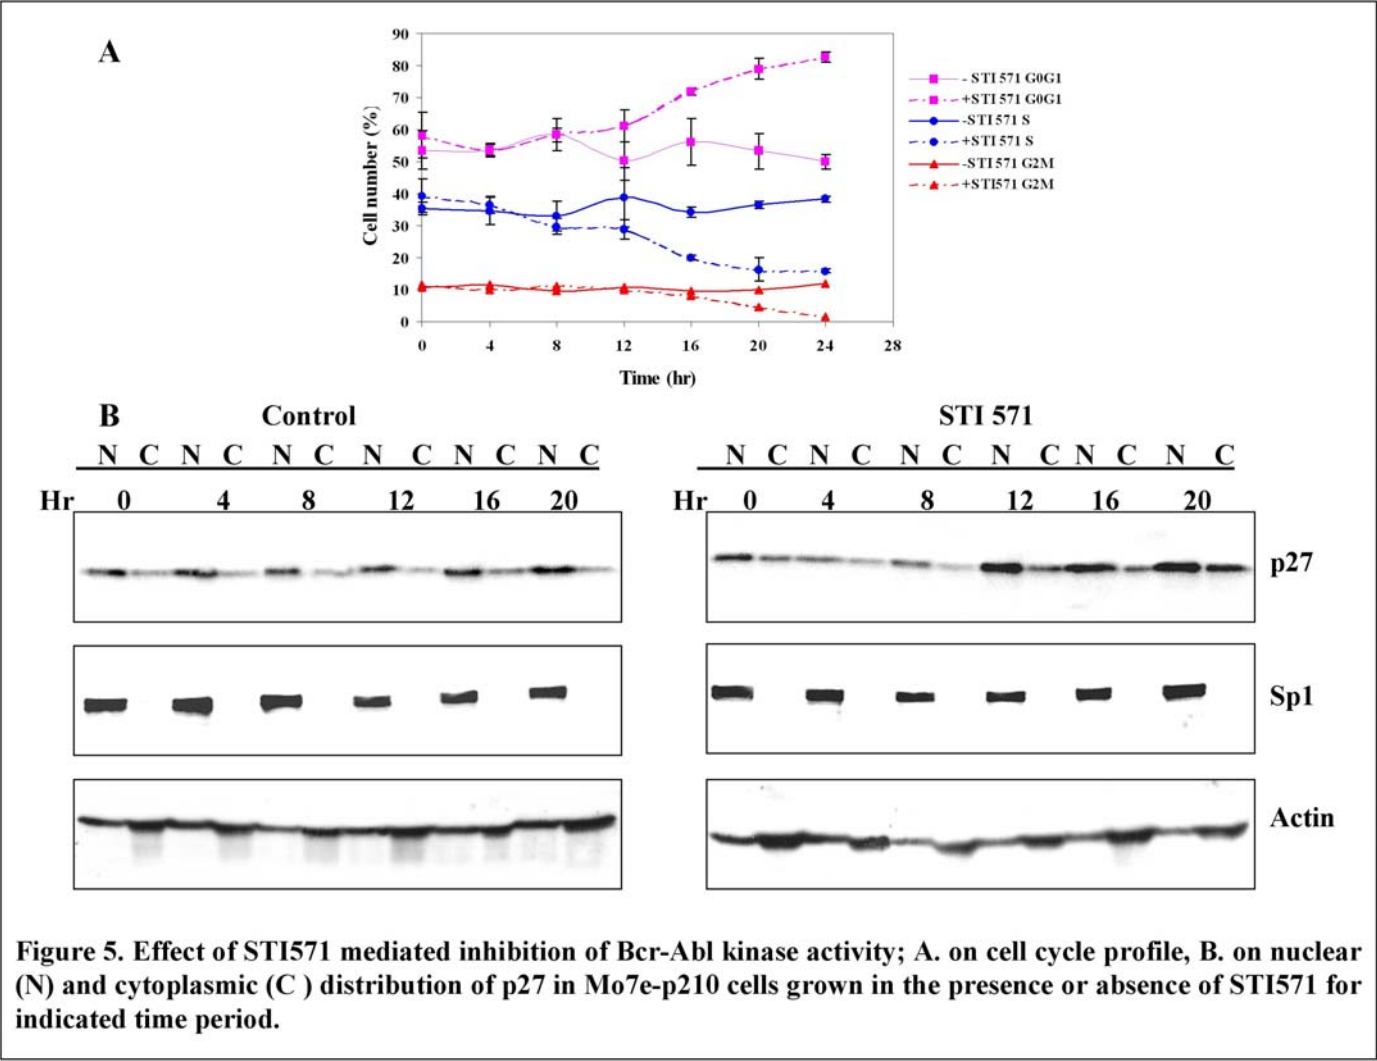 A
90
80
70
60
50
40
30
20
10
0
Cell number (%)
0 4 8 12 16 20 24 28
Time (hr)
- STI 571 G0G1
+STI 571 G0G1
-STI 571 S
+STI 571 S
-STI 571 G2M
+STI571 G2M
B Control STI 571
N C N C N C N C N C N C N C N C N C N C N C N C
Hr 0 4 8 12 16 20 Hr 0 4 8 12 16 20
p27
Sp1
Actin
Figure 5. Effect of STI571 mediated inhibition of Bcr-Abl kinase activity; A. on cell cycle profile, B. on nuclear
(N) and cytoplasmic (C ) distribution of p27 in Mo7e-p210 cells grown in the presence or absence of STI571 for
indicated time period.